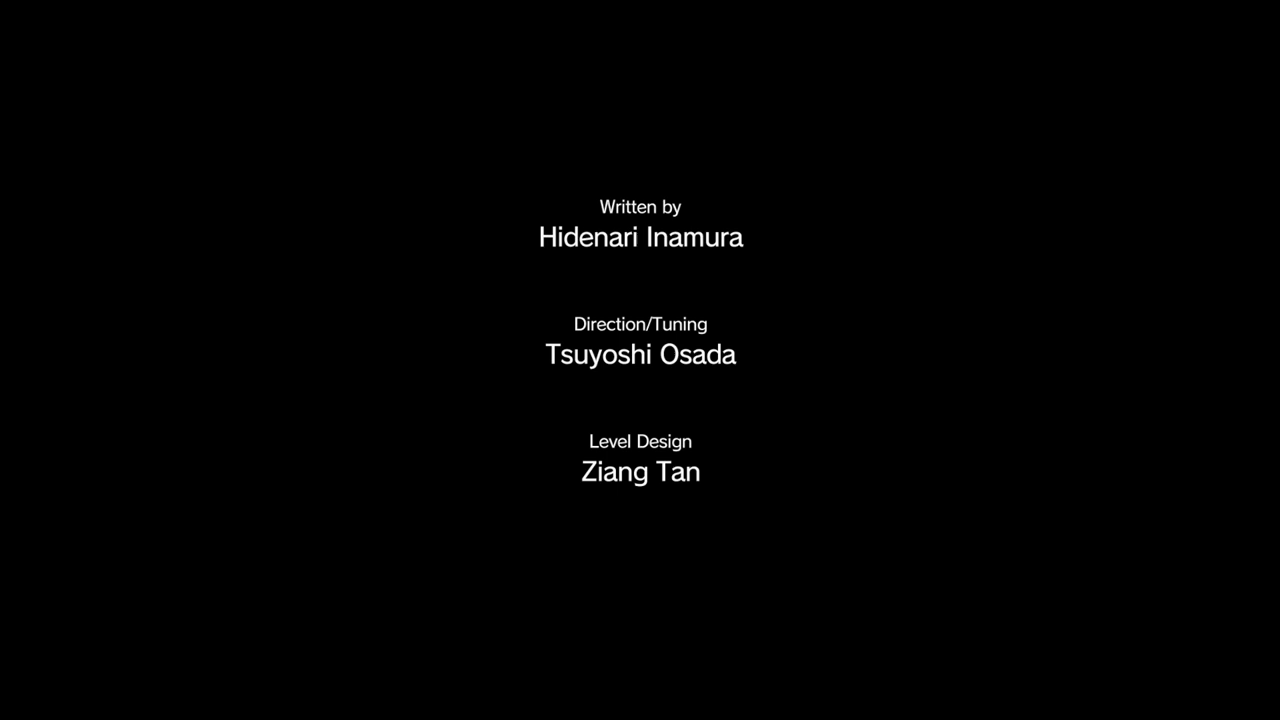 Written by
Hidenari Inamura
Direction/Tuning
Tsuyoshi Osada
Level Design
Ziang Tan